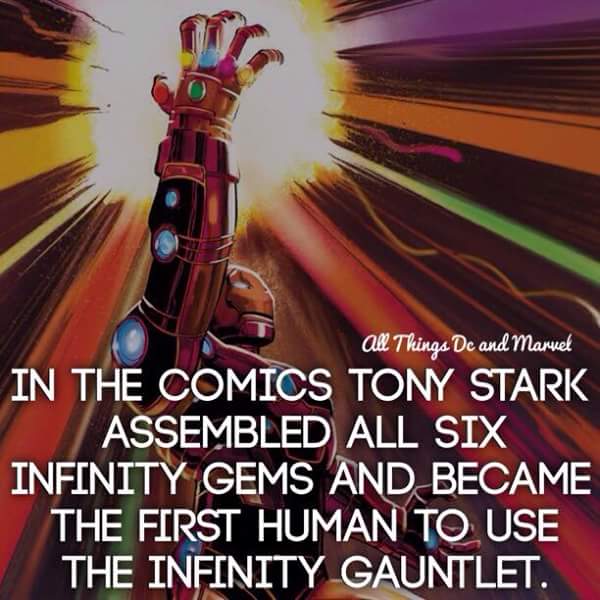 All Things Dc and Marvel
IN THE COMICS TONY STARK
ASSEMBLED ALL SIX
INFINITY GEMS AND BECAME
THE FIRST HUMAN TO USE
THE INFINITY GAUNTLET.